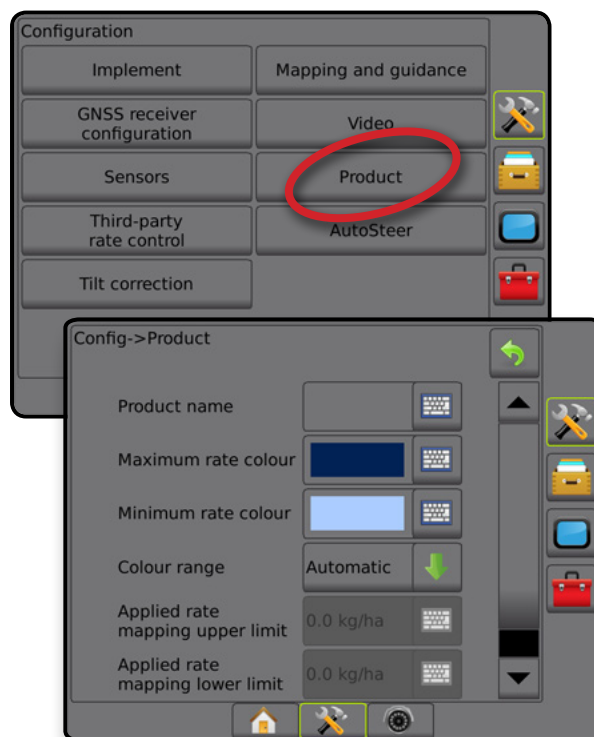 Configuration
Implement
Mapping and guidance
GNSS receiver
configuration
Video
Sensors
Product
Third-party
rate control
AutoSteer
Tilt correction
Config->Product
Product name
Maximum rate colour
Minimum rate colour
Colour range
Automatic
Applied rate
mapping upper limit
0.0 kg/ha
Applied rate
mapping lower limit
0.0 kg/ha